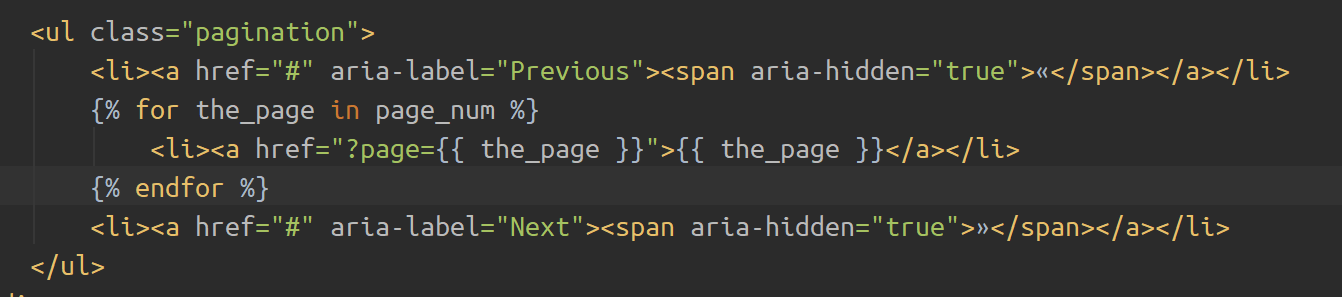 <ul class="pagination">
<li><a href="#" aria-label="Previous"><span aria-hidden="true">«</span></a></li>
{% for the_page in page_num %}
<li><a href="?page={{ the_page }}">{{ the_page }}</a></li>
{% endfor %}
<li><a href="#" aria-label="Next"><span aria-hidden="true">»</span></a></li>
</ul>